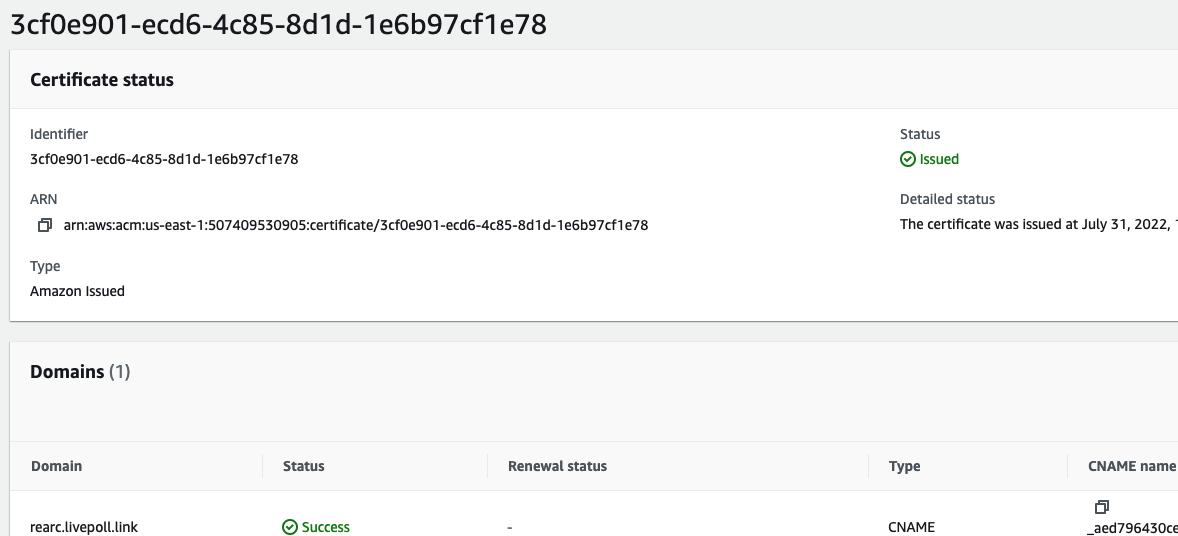 3cf0e901-ecd6-4c85-8d1d-1e6b97cf1e78
Certificate status
Identifier
3cf0e901-ecd6-4c85-8d1d-1e6b97cf1e78
Status
Issued
ARN
arn:aws:acm:us-east-1:507409530905:certificate/3cf0e901-ecd6-4c85-8d1d-1e6b97cf1e78
Detailed status
The certificate was issued at July 31, 2022,
Type
Amazon Issued
Domains (1)
Domain Status Renewal status Type CNAME name
rearc.livepoll.link Success - CNAME _aed796430ce